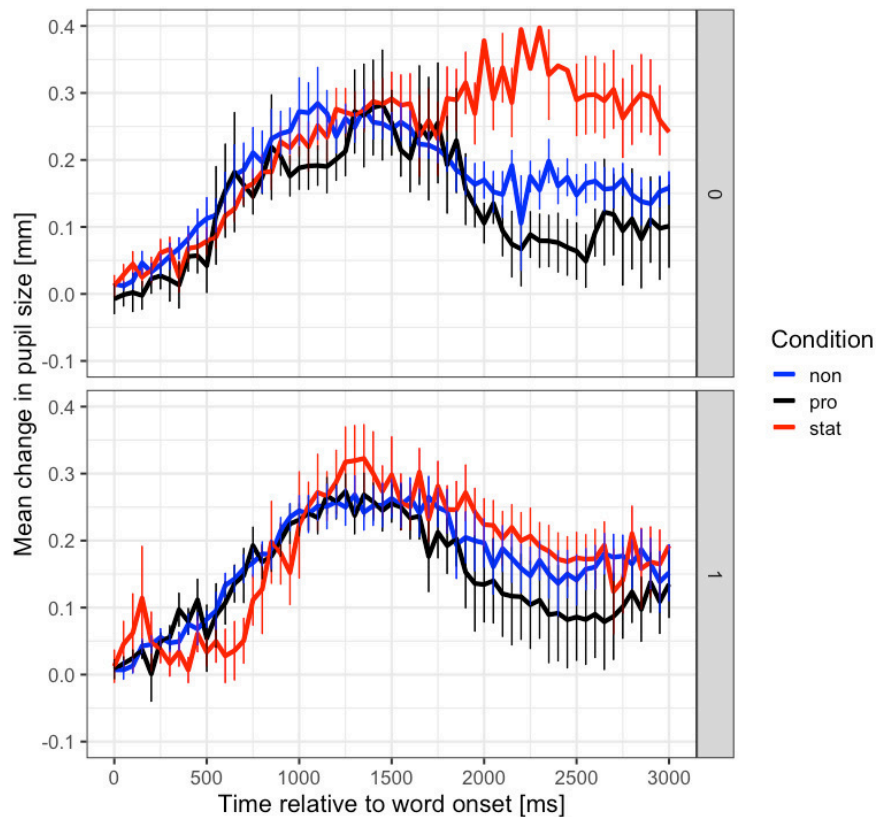 Mean change in pupil size [mm]
0.4
0.3
0.2
0.1
0.0
-0.1
0
0.4
0.3
0.2
0.1
0.0
-0.1
1
0 500 1000 1500 2000 2500 3000
Time relative to word onset [ms]
Condition
non
pro
stat